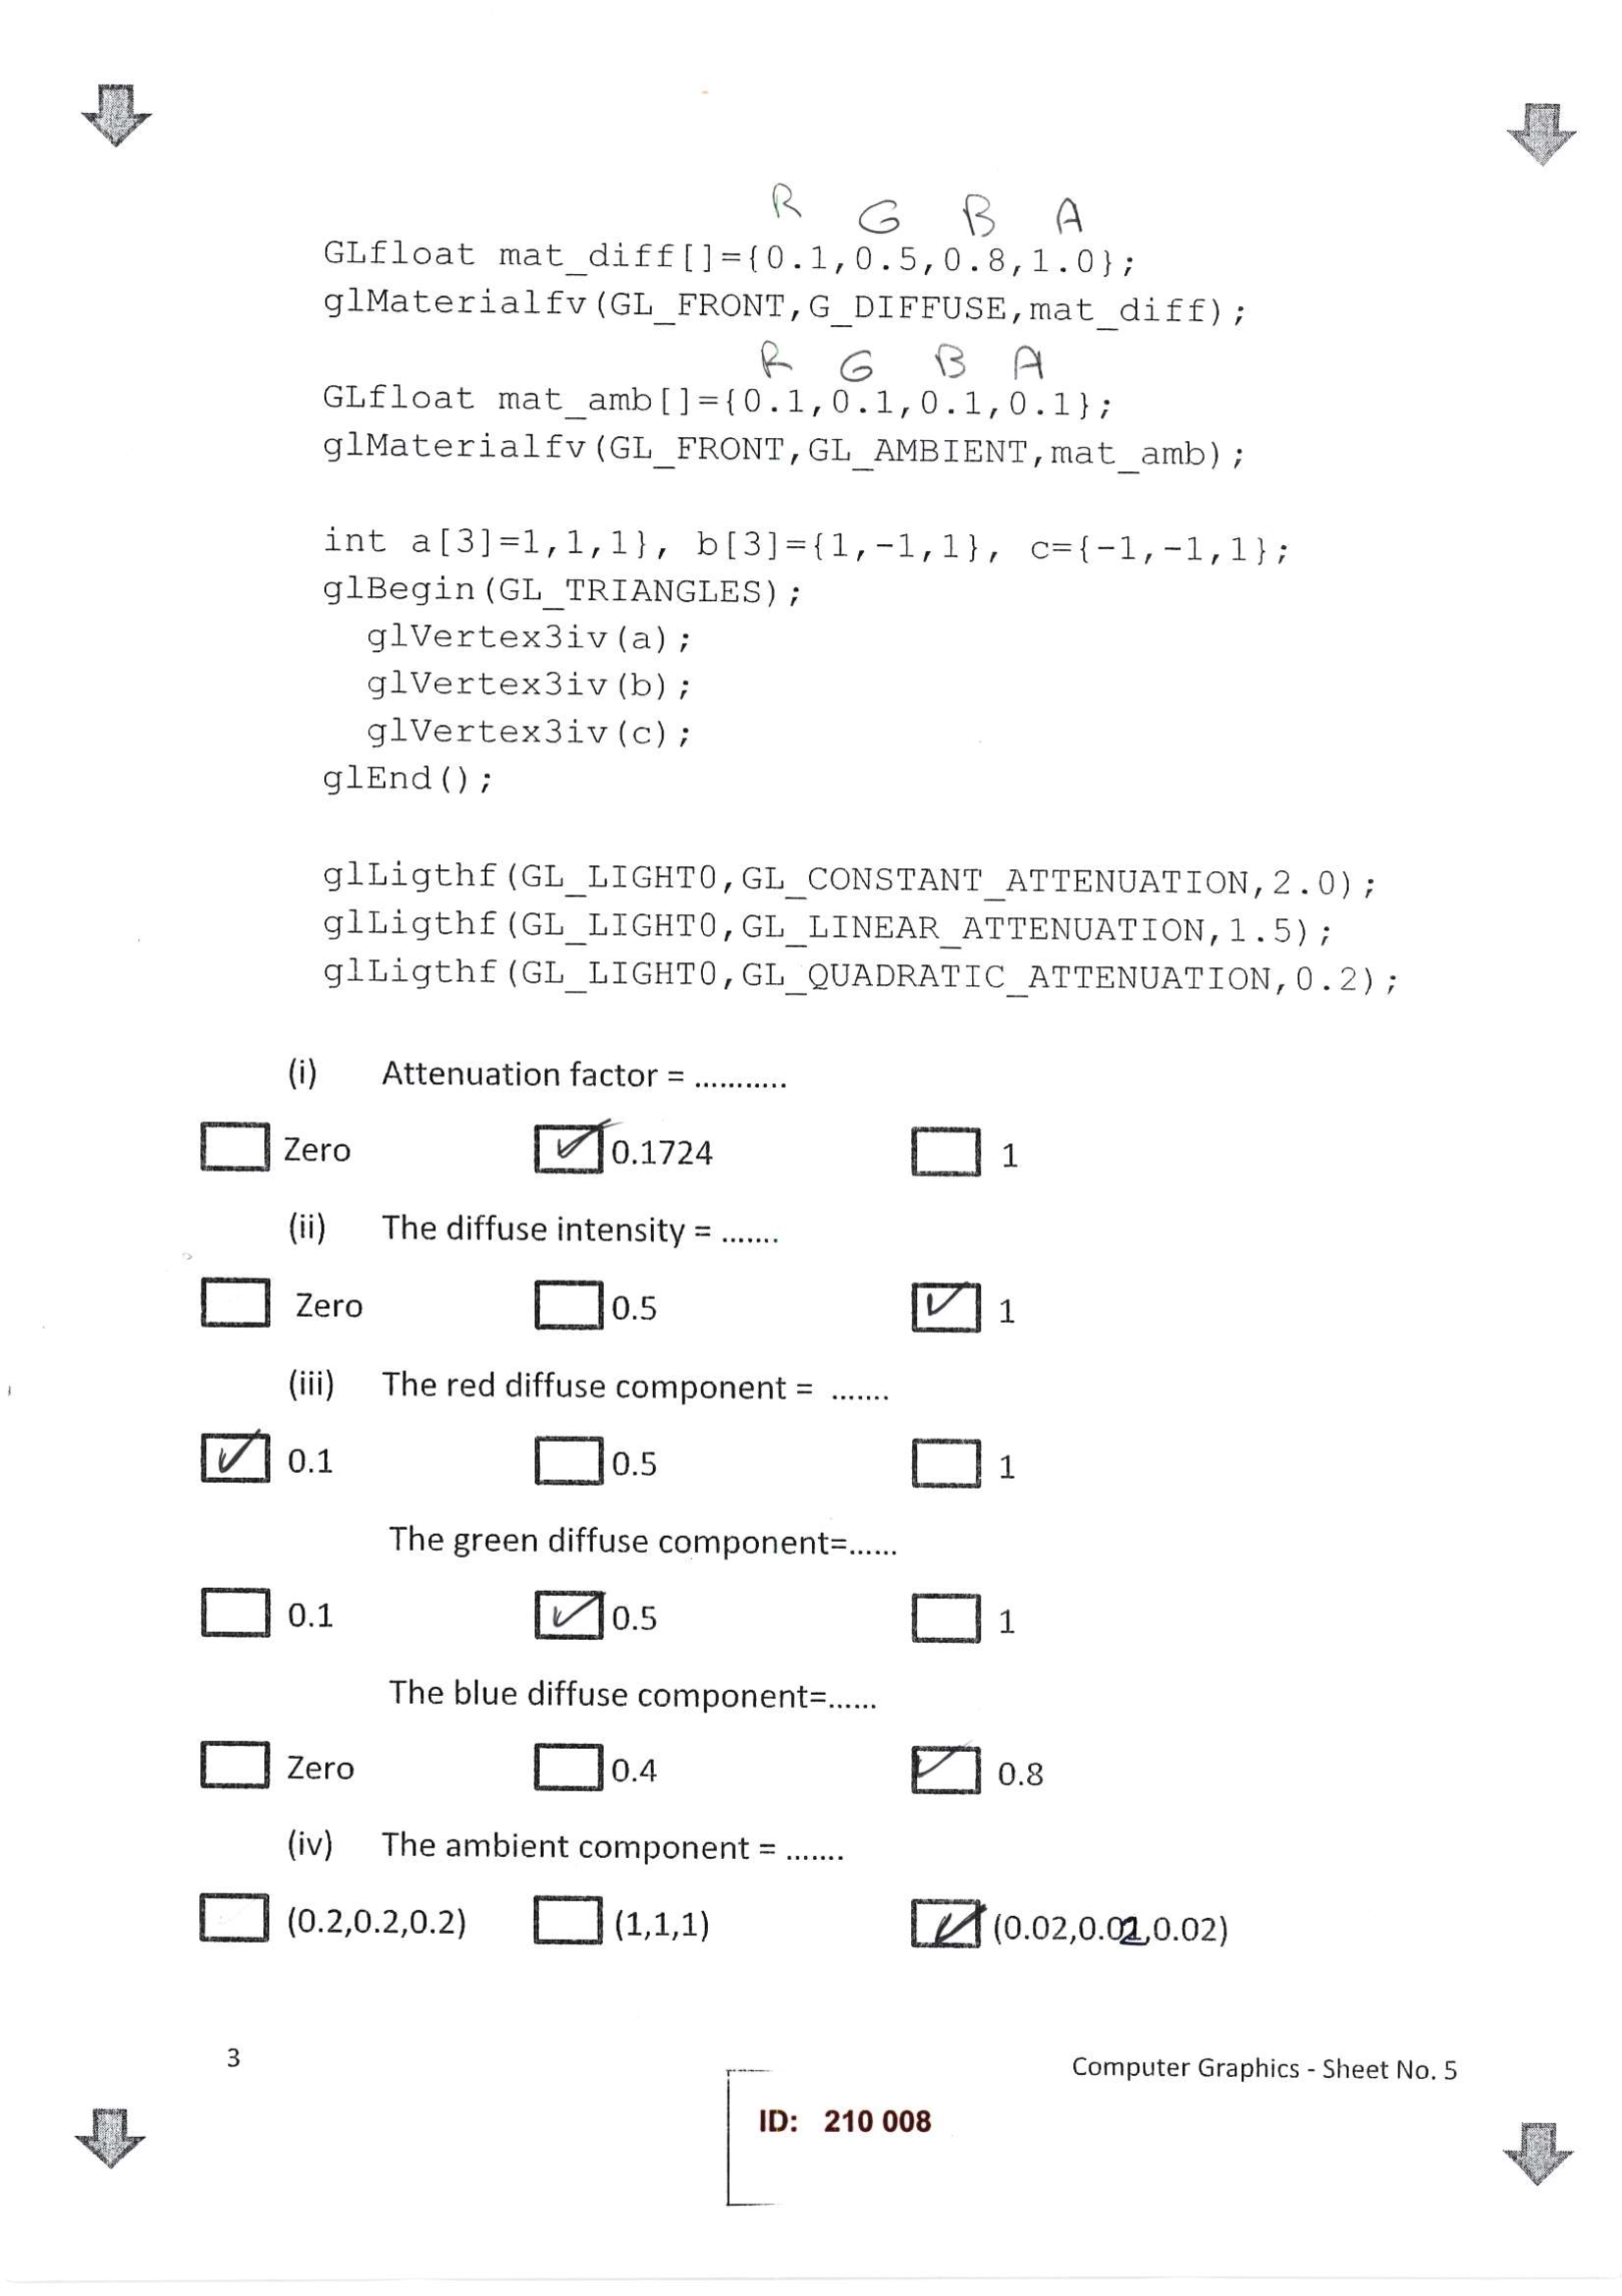 R G B A
GLfloat mat_diff[]={0.1,0.5,0.8,1.0};
glMaterialfv(GL_FRONT,G_DIFFUSE,mat_diff);
R G B A
GLfloat mat_amb[]={0.1,0.1,0.1,0.1};
glMaterialfv(GL_FRONT,GL_AMBIENT,mat_amb);
int a[3]=1,1,1}, b[3]={1,-1,1}, c={-1,-1,1};
glBegin(GL_TRIANGLES);
glVertex3iv(a);
glVertex3iv(b);
glVertex3iv(c);
glEnd();
glLigthf(GL_LIGHT0,GL_CONSTANT_ATTENUATION,2.0);
glLigthf(GL_LIGHT0,GL_LINEAR_ATTENUATION,1.5);
glLigthf(GL_LIGHT0,GL_QUADRATIC_ATTENUATION,0.2);
(i) Attenuation factor = ...........
Zero ✓ 0.1724 1
(ii) The diffuse intensity = .......
Zero 0.5 ✓ 1
(iii) The red diffuse component = .......
✓ 0.1 0.5 1
The green diffuse component=......
0.1 ✓ 0.5 1
The blue diffuse component=......
Zero 0.4 ✓ 0.8
(iv) The ambient component = .......
(0.2,0.2,0.2) (1,1,1) ✓ (0.02,0.02,0.02)
3 Computer Graphics - Sheet No. 5
ID: 210 008